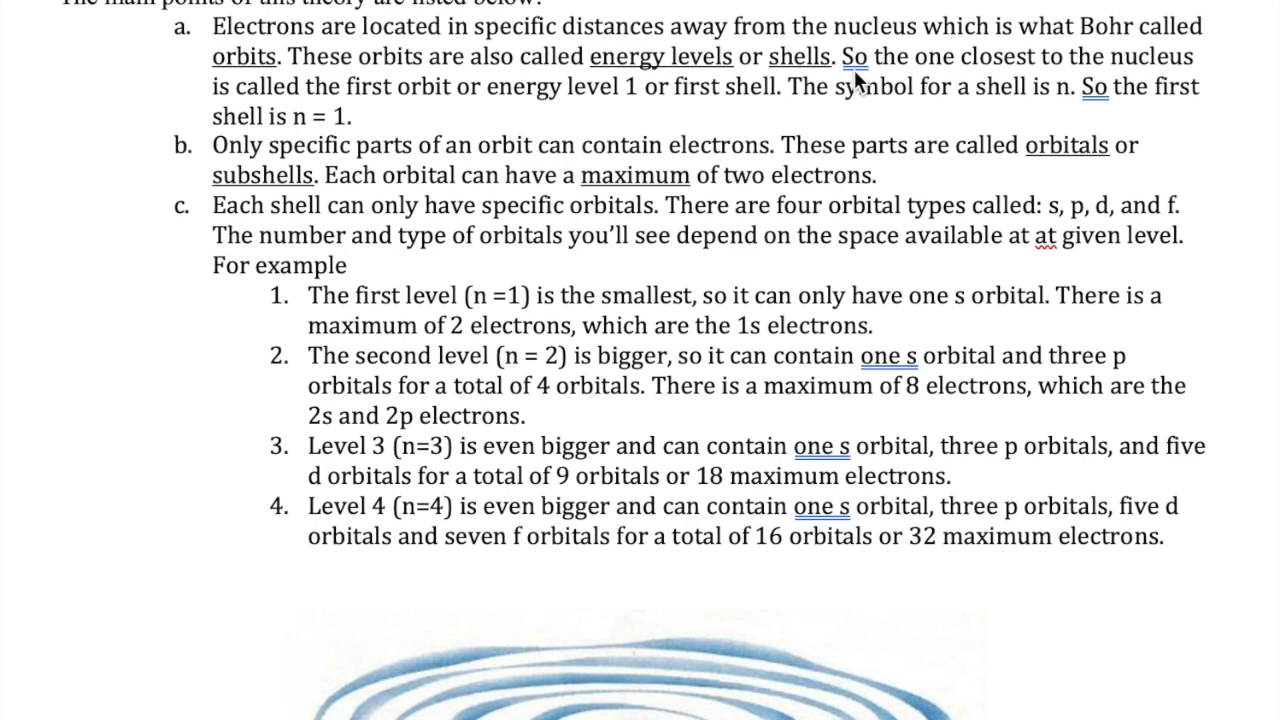 The main points of this theory are listed below:
a. Electrons are located in specific distances away from the nucleus which is what Bohr called
orbits. These orbits are also called energy levels or shells. So the one closest to the nucleus
is called the first orbit or energy level 1 or first shell. The symbol for a shell is n. So the first
shell is n = 1.
b. Only specific parts of an orbit can contain electrons. These parts are called orbitals or
subshells. Each orbital can have a maximum of two electrons.
c. Each shell can only have specific orbitals. There are four orbital types called: s, p, d, and f.
The number and type of orbitals you'll see depend on the space available at at given level.
For example
1. The first level (n =1) is the smallest, so it can only have one s orbital. There is a
maximum of 2 electrons, which are the 1s electrons.
2. The second level (n = 2) is bigger, so it can contain one s orbital and three p
orbitals for a total of 4 orbitals. There is a maximum of 8 electrons, which are the
2s and 2p electrons.
3. Level 3 (n=3) is even bigger and can contain one s orbital, three p orbitals, and five
d orbitals for a total of 9 orbitals or 18 maximum electrons.
4. Level 4 (n=4) is even bigger and can contain one s orbital, three p orbitals, five d
orbitals and seven f orbitals for a total of 16 orbitals or 32 maximum electrons.